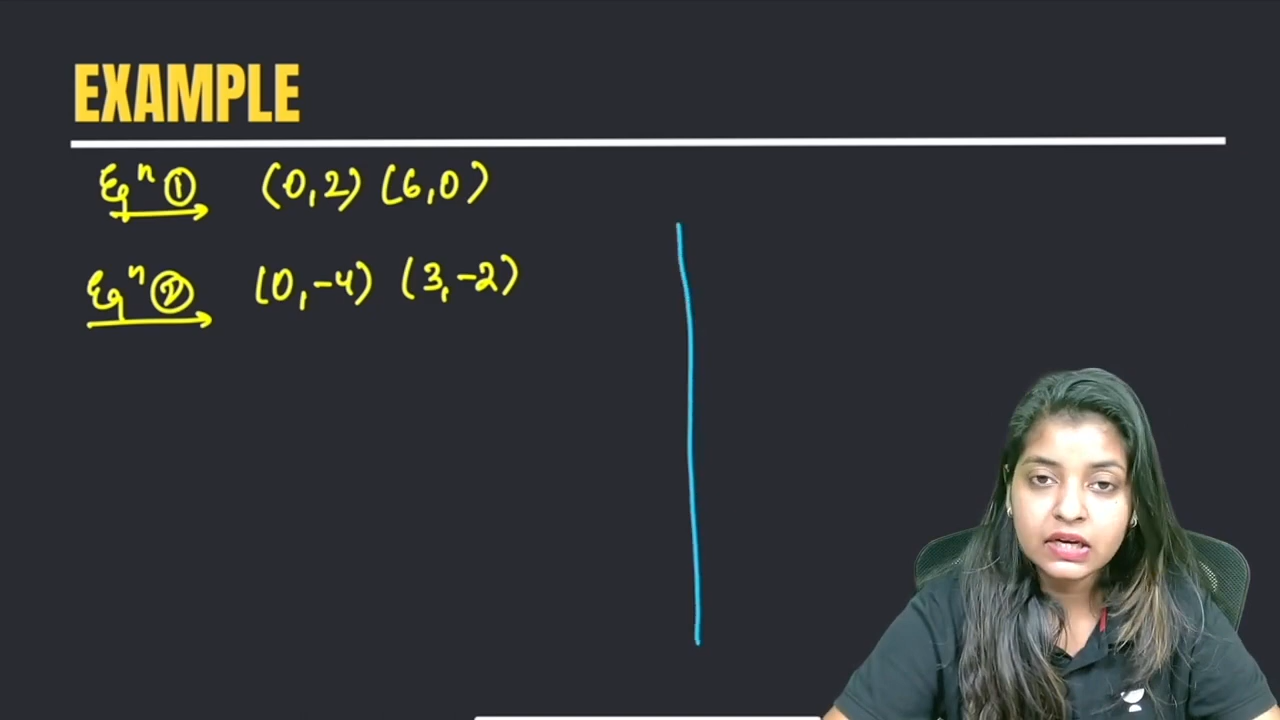 EXAMPLE
Eqⁿ ① (0,2) (6,0)
Eqⁿ ② (0,-4) (3,-2)